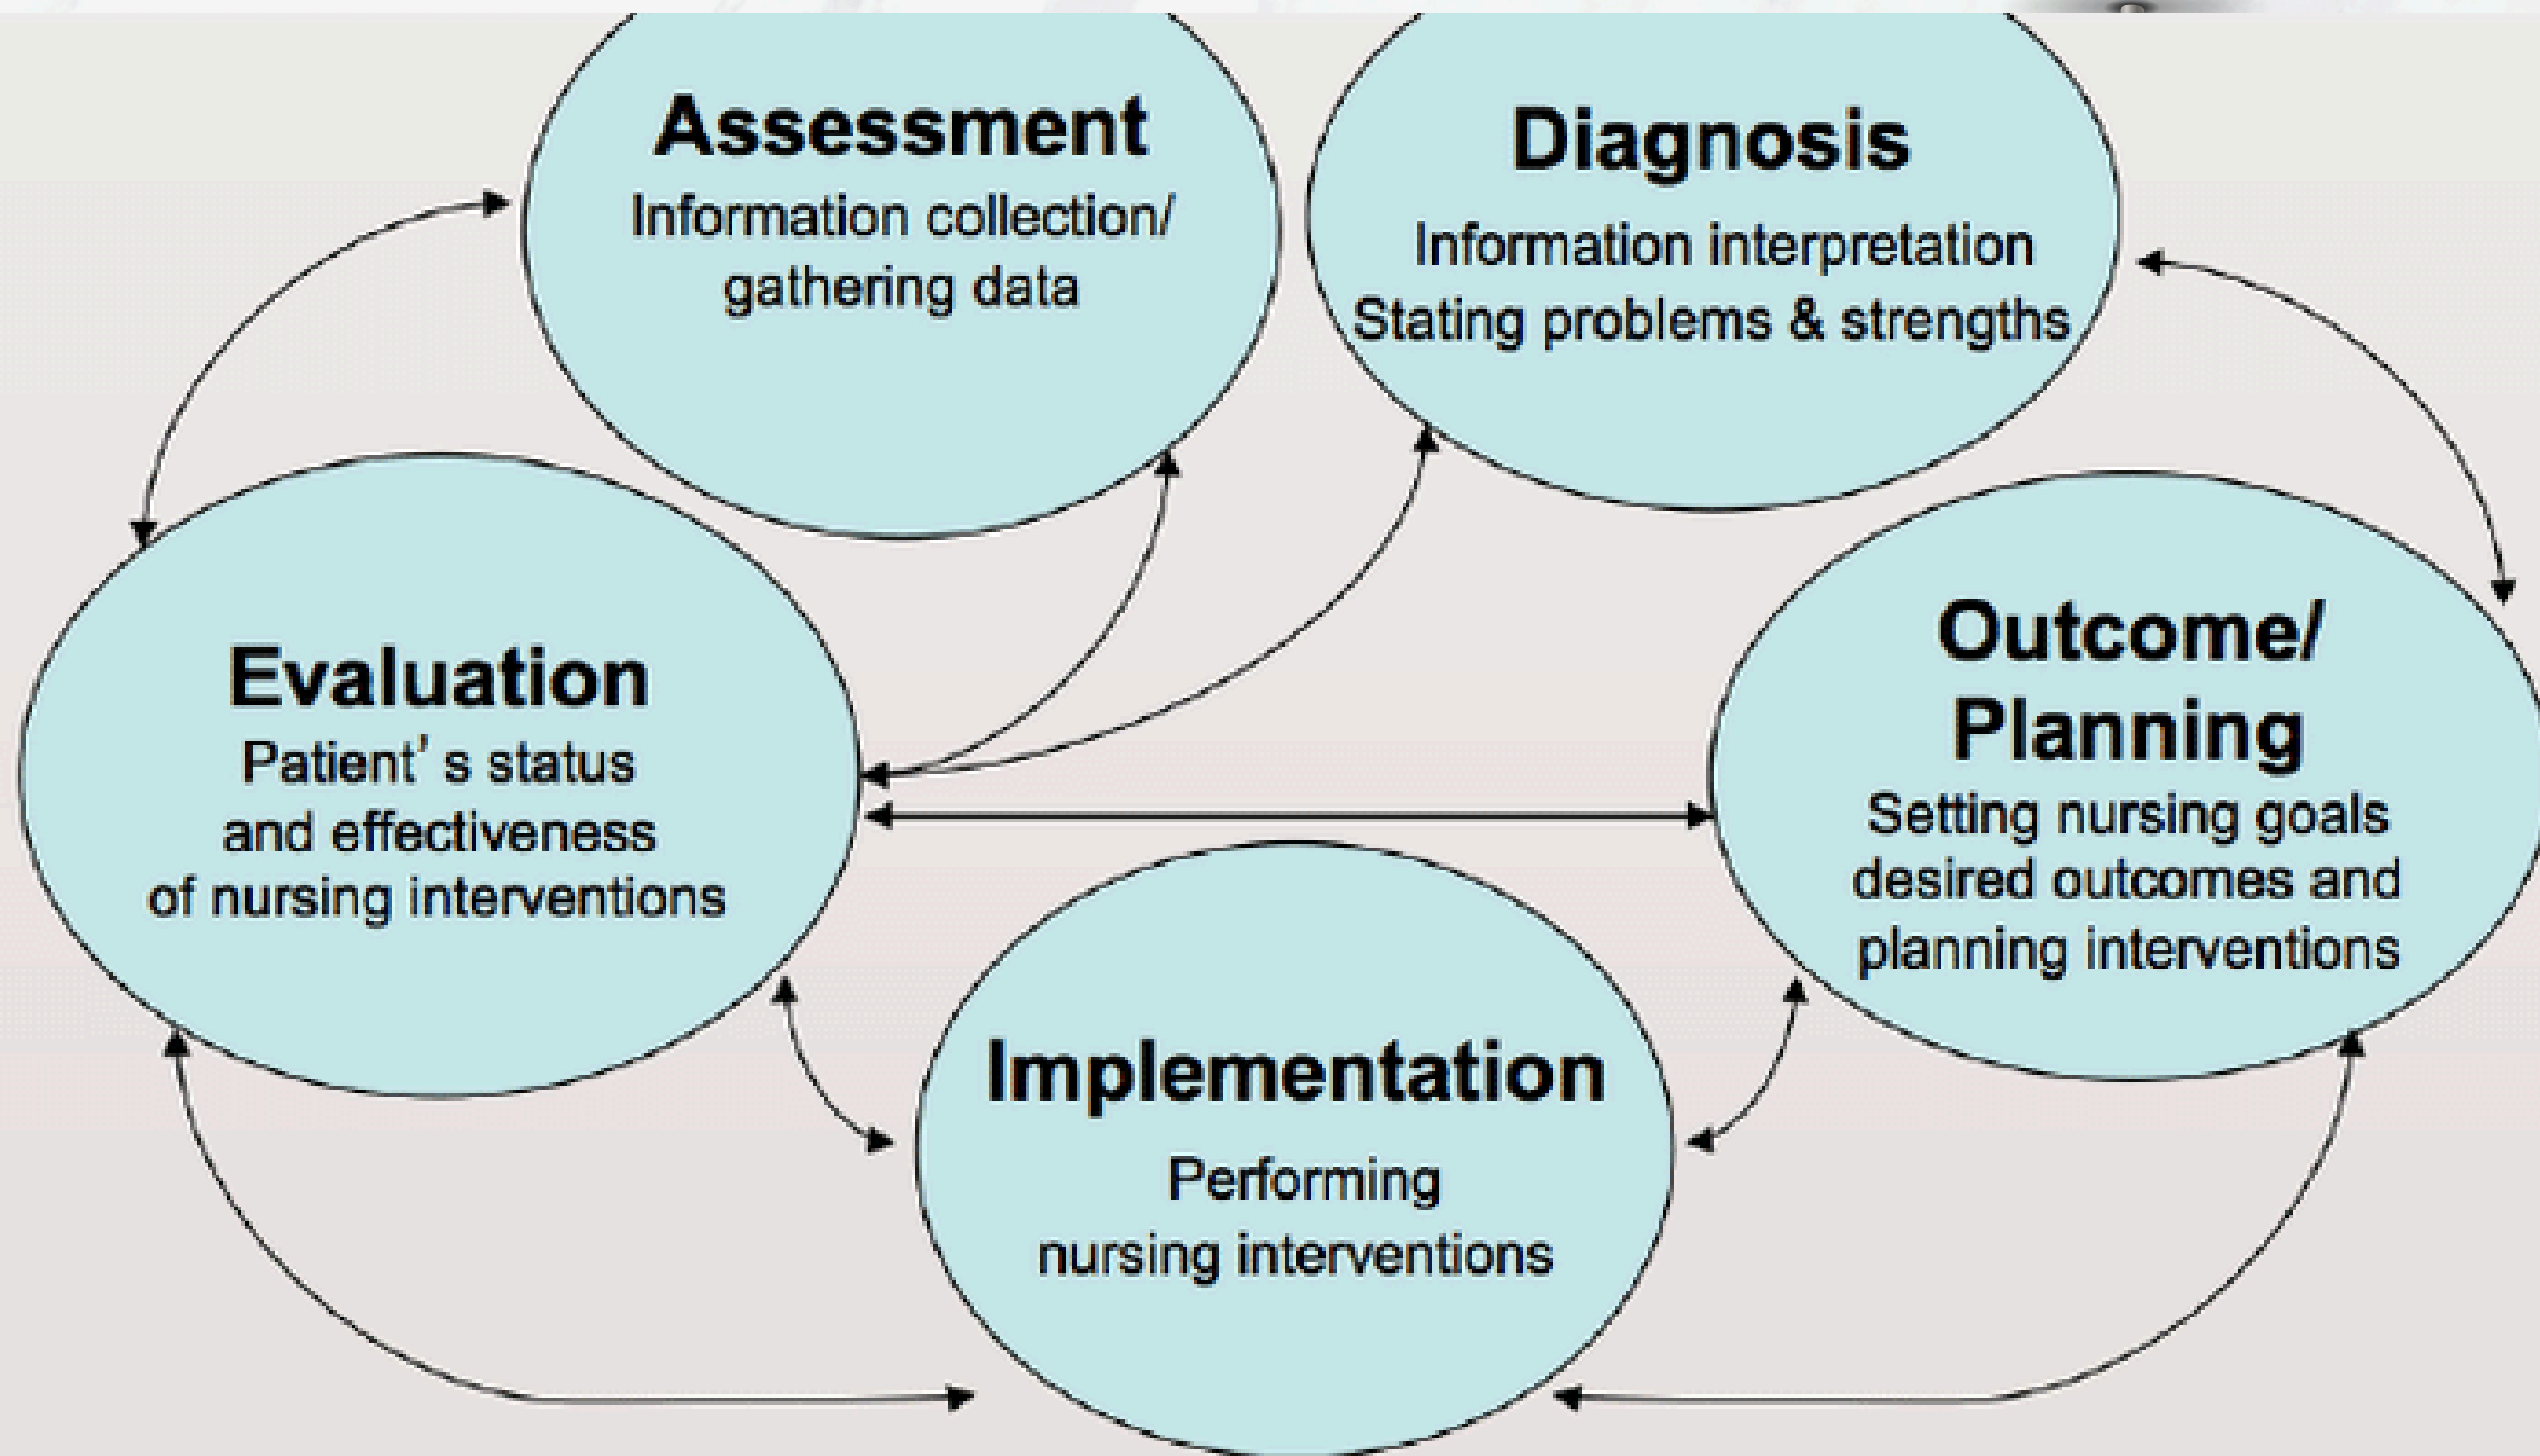 Assessment
Information collection/
gathering data
Diagnosis
Information interpretation
Stating problems & strengths
Evaluation
Patient’ s status
and effectiveness
of nursing interventions
Outcome/
Planning
Setting nursing goals
desired outcomes and
planning interventions
Implementation
Performing
nursing interventions